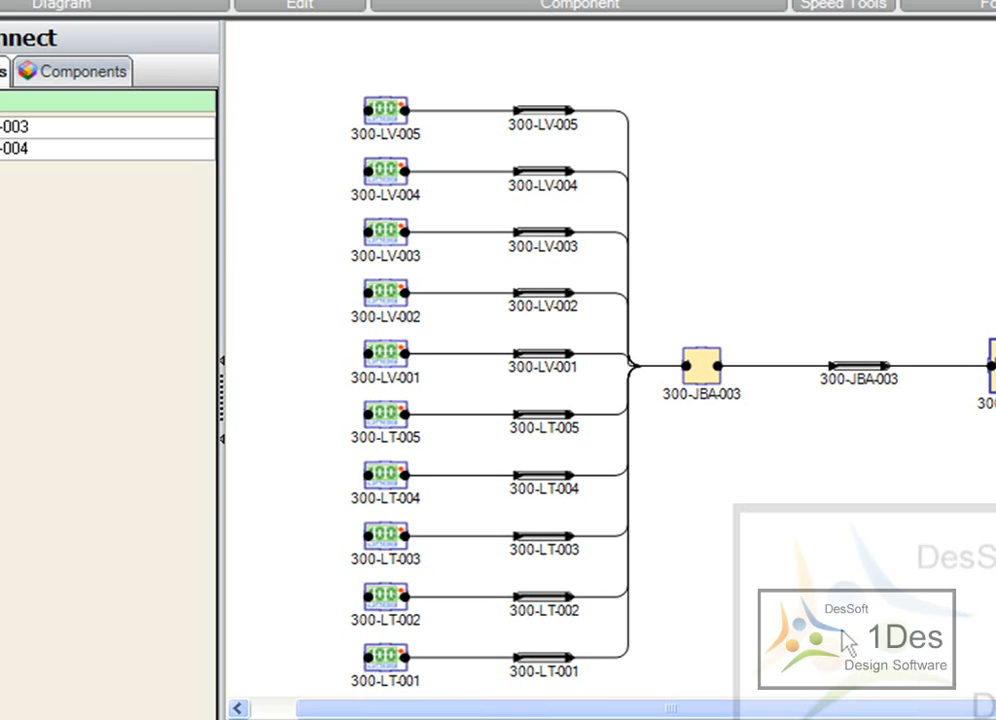 Diagram Edit Component Speed Tools
nnect
s Components
-003
-004
300-LV-005 300-LV-005
300-LV-004 300-LV-004
300-LV-003 300-LV-003
300-LV-002 300-LV-002
300-LV-001 300-LV-001
300-JBA-003 300-JBA-003 300
300-LT-005 300-LT-005
300-LT-004 300-LT-004
300-LT-003 300-LT-003
300-LT-002 300-LT-002
300-LT-001 300-LT-001
DesS
DesSoft
1Des
Design Software
D